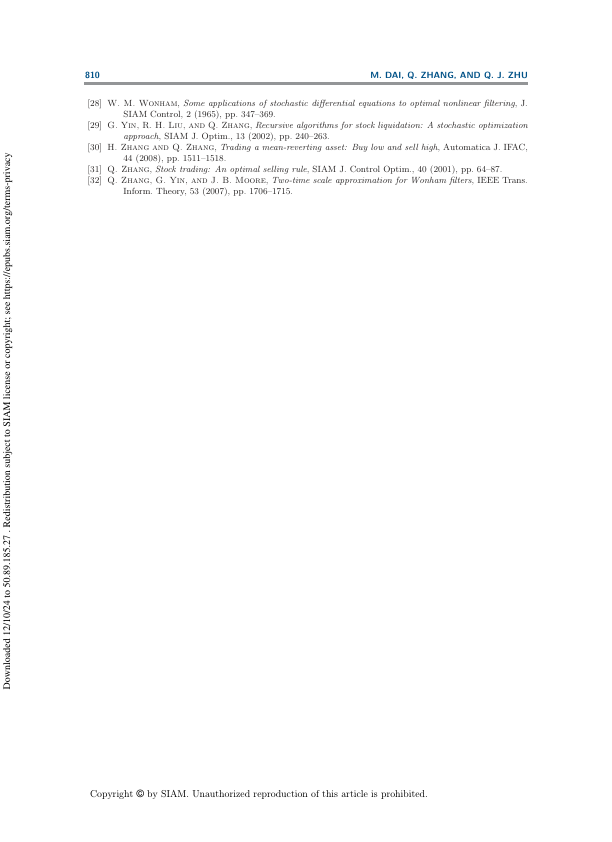 810
M. DAI, Q. ZHANG, AND Q. J. ZHU
[28] W. M. Wonham, Some applications of stochastic differential equations to optimal nonlinear filtering, J.
SIAM Control, 2 (1965), pp. 347–369.
[29] G. Yin, R. H. Liu, and Q. Zhang, Recursive algorithms for stock liquidation: A stochastic optimization
approach, SIAM J. Optim., 13 (2002), pp. 240–263.
[30] H. Zhang and Q. Zhang, Trading a mean-reverting asset: Buy low and sell high, Automatica J. IFAC,
44 (2008), pp. 1511–1518.
[31] Q. Zhang, Stock trading: An optimal selling rule, SIAM J. Control Optim., 40 (2001), pp. 64–87.
[32] Q. Zhang, G. Yin, and J. B. Moore, Two-time scale approximation for Wonham filters, IEEE Trans.
Inform. Theory, 53 (2007), pp. 1706–1715.
Downloaded 12/10/24 to 50.89.185.27 . Redistribution subject to SIAM license or copyright; see https://epubs.siam.org/terms-privacy
Copyright © by SIAM. Unauthorized reproduction of this article is prohibited.